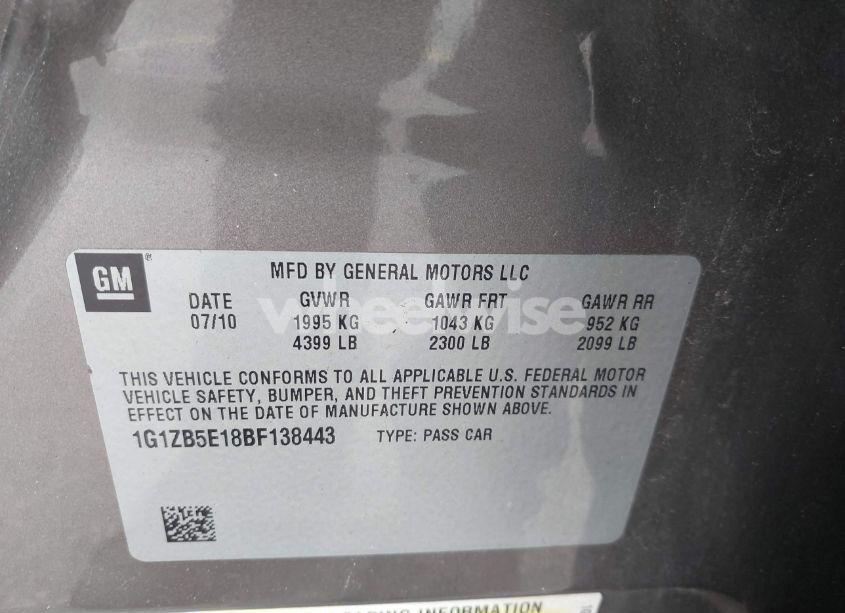 GM
®
MFD BY GENERAL MOTORS LLC
DATE GVWR GAWR FRT GAWR RR
07/10 1995 KG 1043 KG 952 KG
4399 LB 2300 LB 2099 LB
wheelwise
THIS VEHICLE CONFORMS TO ALL APPLICABLE U.S. FEDERAL MOTOR
VEHICLE SAFETY, BUMPER, AND THEFT PREVENTION STANDARDS IN
EFFECT ON THE DATE OF MANUFACTURE SHOWN ABOVE.
1G1ZB5E18BF138443 TYPE: PASS CAR
INFORMATION